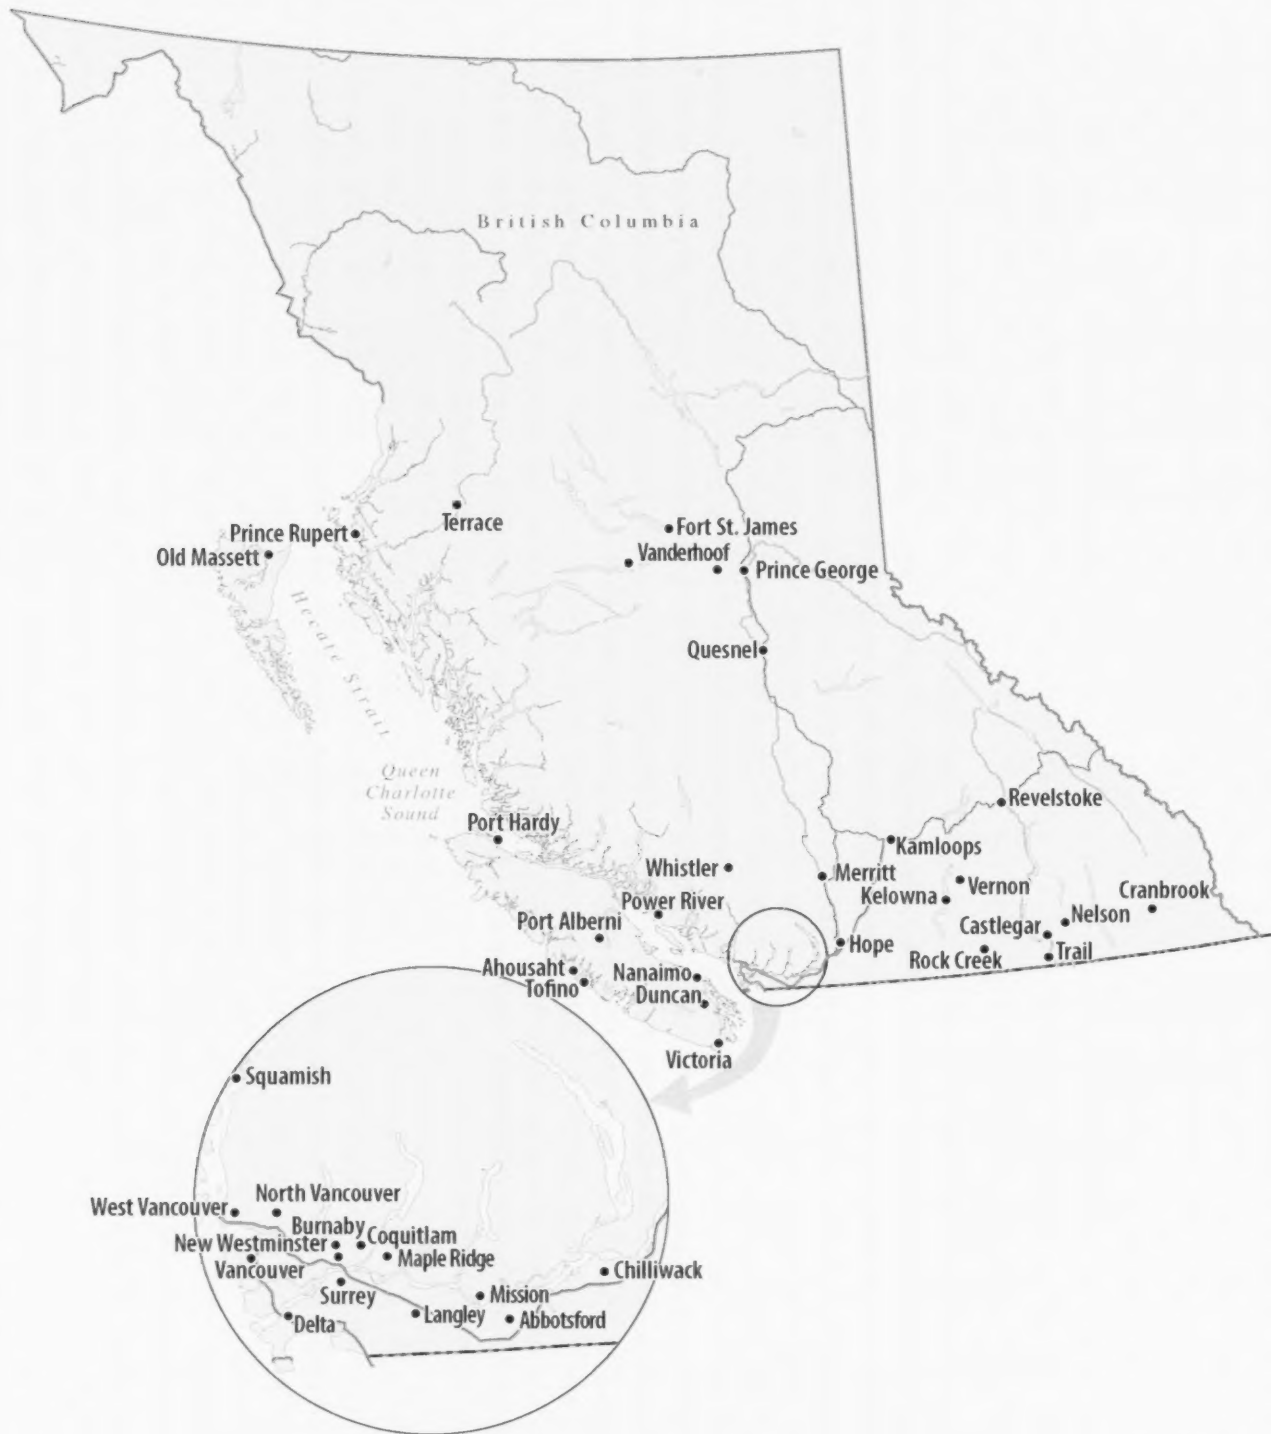 British Columbia
Terrace
Fort St. James
Prince Rupert
Old Massett
Vanderhoof
Prince George
Hecate Strait
Quesnel
Queen
Charlotte
Sound
Revelstoke
Port Hardy
Kamloops
Whistler
Merritt
Vernon
Kelowna
Cranbrook
Power River
Port Alberni
Nelson
Castlegar
Hope
Rock Creek
Trail
Ahousaht
Tofino
Nanaimo
Duncan
Victoria
Squamish
West Vancouver
North Vancouver
Burnaby
Coquitlam
New Westminster
Maple Ridge
Vancouver
Chilliwack
Surrey
Mission
Langley
Abbotsford
Delta